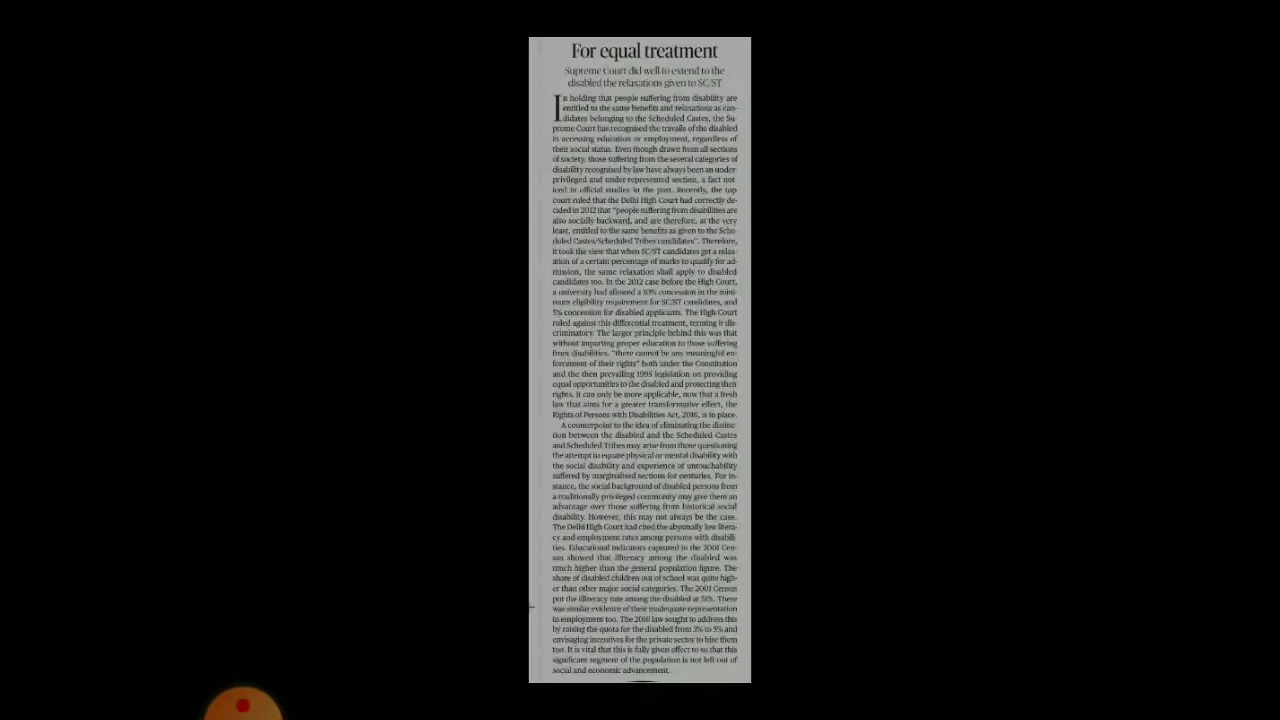 For equal treatment
Supreme Court did well to extend to the
disabled the relaxations given to SC/ST
In holding that people suffering from disability are
entitled to the same benefits and relaxations as can-
didates belonging to the Scheduled Castes, the Su-
preme Court has recognised the travails of the disabled
in accessing education or employment, regardless of
their social status. Even though drawn from all sections
of society, those suffering from the several categories of
disability recognised by law have always been an under-
privileged and under-represented section, a fact not-
iced in official studies in the past. Recently, the top
court ruled that the Delhi High Court had correctly de-
cided in 2012 that "people suffering from disabilities are
also socially backward, and are therefore, at the very
least, entitled to the same benefits as given to the Sche-
duled Castes/Scheduled Tribes candidates". Therefore,
it took the view that when SC/ST candidates get a relax-
ation of a certain percentage of marks to qualify for ad-
mission, the same relaxation shall apply to disabled
candidates too. In the 2012 case before the High Court,
a university had allowed a 10% concession in the mini-
mum eligibility requirement for SC/ST candidates, and
5% concession for disabled applicants. The High Court
ruled against this differential treatment, terming it dis-
criminatory. The larger principle behind this was that
without imparting proper education to those suffering
from disabilities, "there cannot be any meaningful en-
forcement of their rights" both under the Constitution
and the then prevailing 1995 legislation on providing
equal opportunities to the disabled and protecting their
rights. It can only be more applicable, now that a fresh
law that aims for a greater transformative effect, the
Rights of Persons with Disabilities Act, 2016, is in place.
A counterpoint to the idea of eliminating the distinc-
tion between the disabled and the Scheduled Castes
and Scheduled Tribes may arise from those questioning
the attempt to equate physical or mental disability with
the social disability and experience of untouchability
suffered by marginalised sections for centuries. For in-
stance, the social background of disabled persons from
a traditionally privileged community may give them an
advantage over those suffering from historical social
disability. However, this may not always be the case.
The Delhi High Court had cited the abysmally low litera-
cy and employment rates among persons with disabili-
ties. Educational indicators captured in the 2001 Cen-
sus showed that illiteracy among the disabled was
much higher than the general population figure. The
share of disabled children out of school was quite high-
er than other major social categories. The 2001 Census
put the illiteracy rate among the disabled at 51%. There
was similar evidence of their inadequate representation
in employment too. The 2016 law sought to address this
by raising the quota for the disabled from 3% to 5% and
envisaging incentives for the private sector to hire them
too. It is vital that this is fully given effect to so that this
significant segment of the population is not left out of
social and economic advancement.